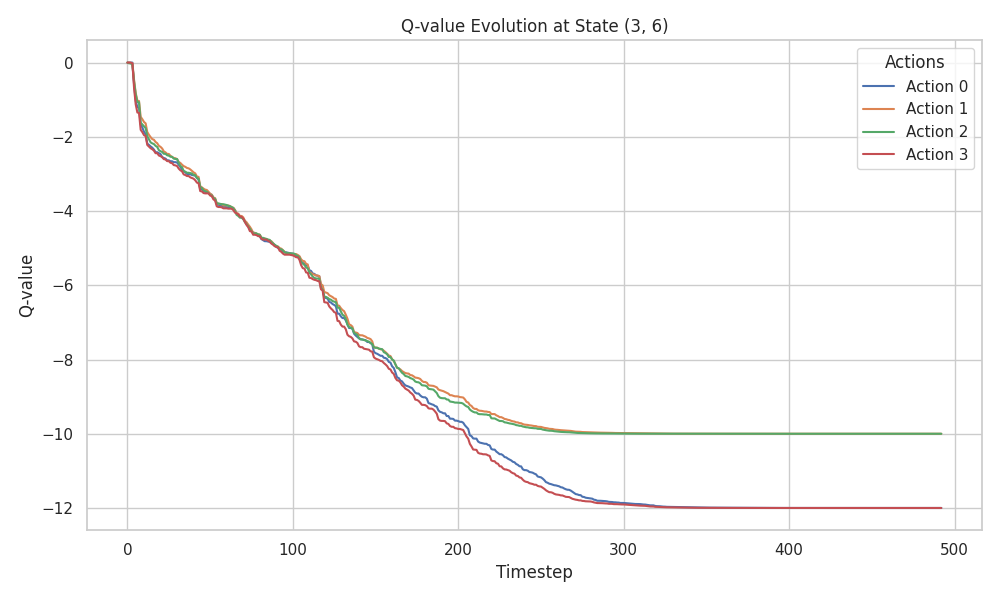 Q-value Evolution at State (3, 6)
Actions
Action 0
Action 1
Action 2
Action 3
Q-value
0
−2
−4
−6
−8
−10
−12
0 100 200 300 400 500
Timestep